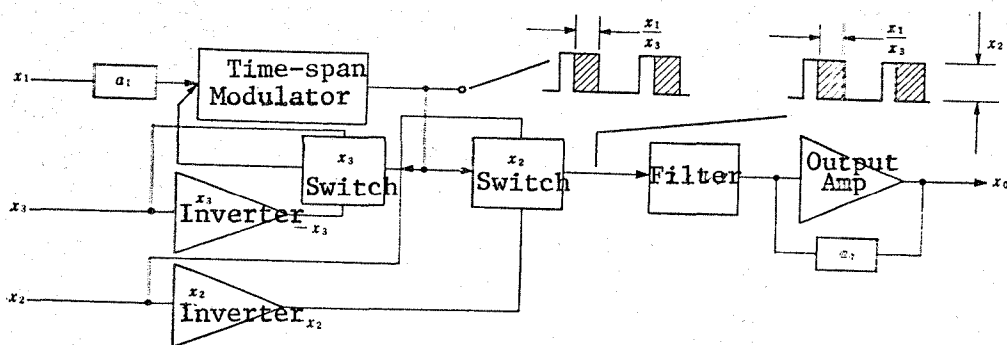 x1
x3
x1
x3
x2
x1
a1
Time-span
Modulator
x3
Switch
x2
Switch
Filter
Output
Amp
x0
x3
x3
Inverter
-x3
x2
x2
Inverter
x2